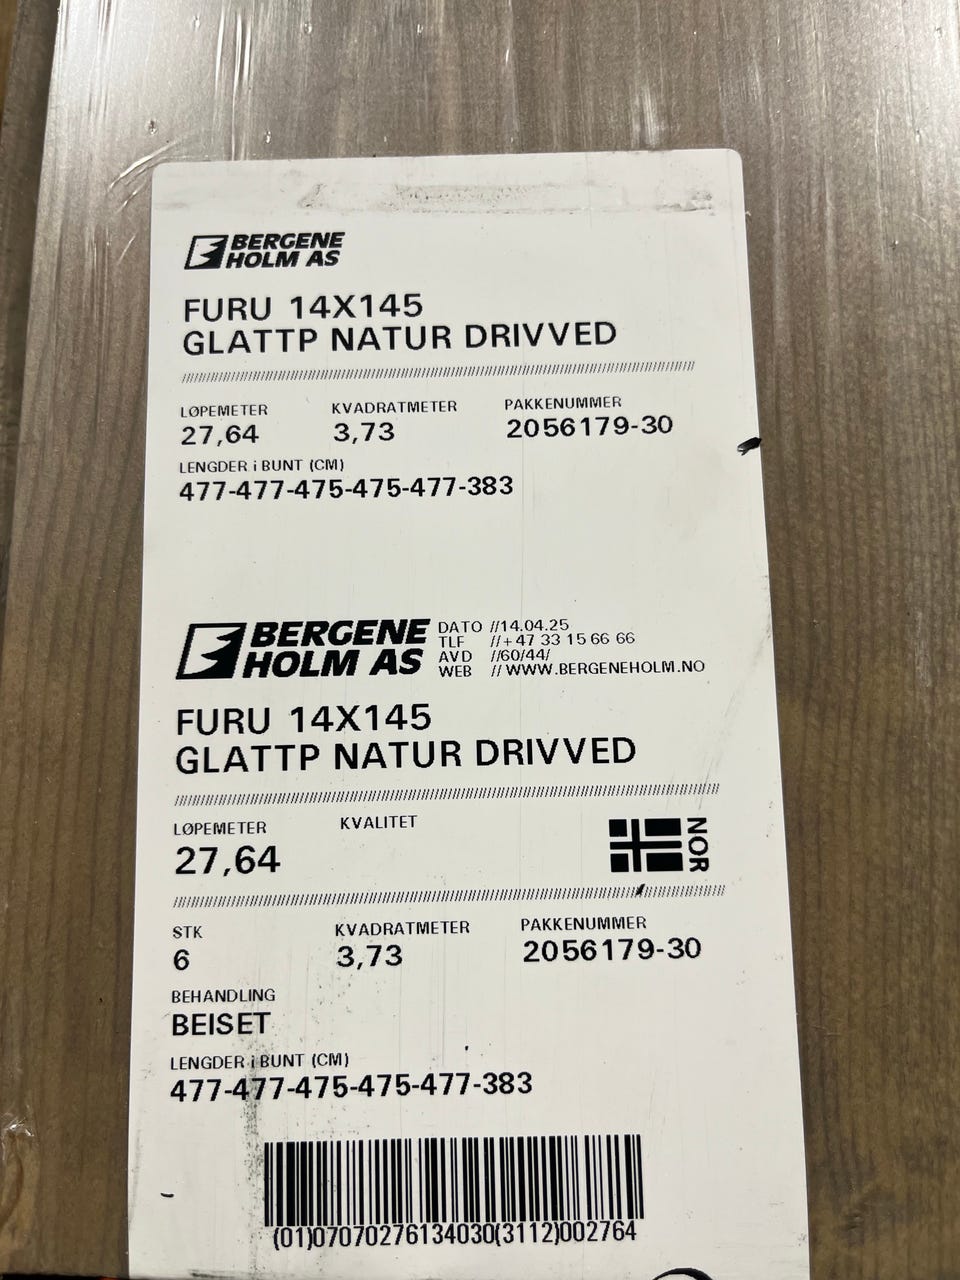 BERGENE
HOLM AS
FURU 14X145
GLATTP NATUR DRIVVED
LØPEMETER KVADRATMETER PAKKENUMMER
27,64 3,73 2056179-30
LENGDER i BUNT (CM)
477-477-475-475-477-383
BERGENE
HOLM AS
DATO //14.04.25
TLF //+47 33 15 66 66
AVD //60/44/
WEB //WWW.BERGENEHOLM.NO
FURU 14X145
GLATTP NATUR DRIVVED
LØPEMETER KVALITET
27,64
NOR
STK KVADRATMETER PAKKENUMMER
6 3,73 2056179-30
BEHANDLING
BEISET
LENGDER i BUNT (CM)
477-477-475-475-477-383
(01)07070276134030(3112)002764